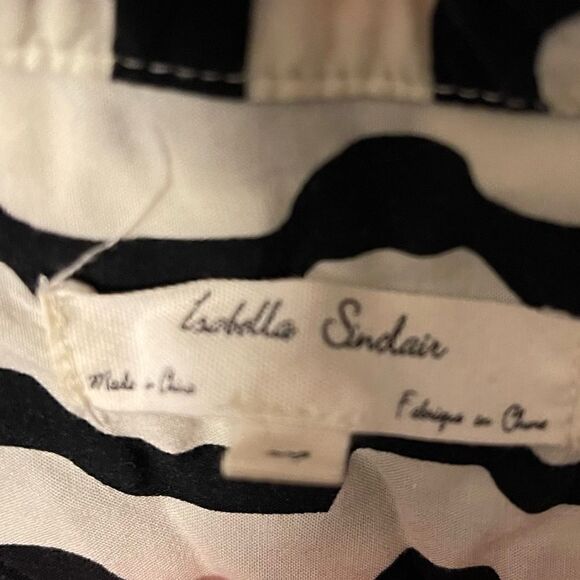 Isabella Sinclair
Made in China
Fabriqué en Chine